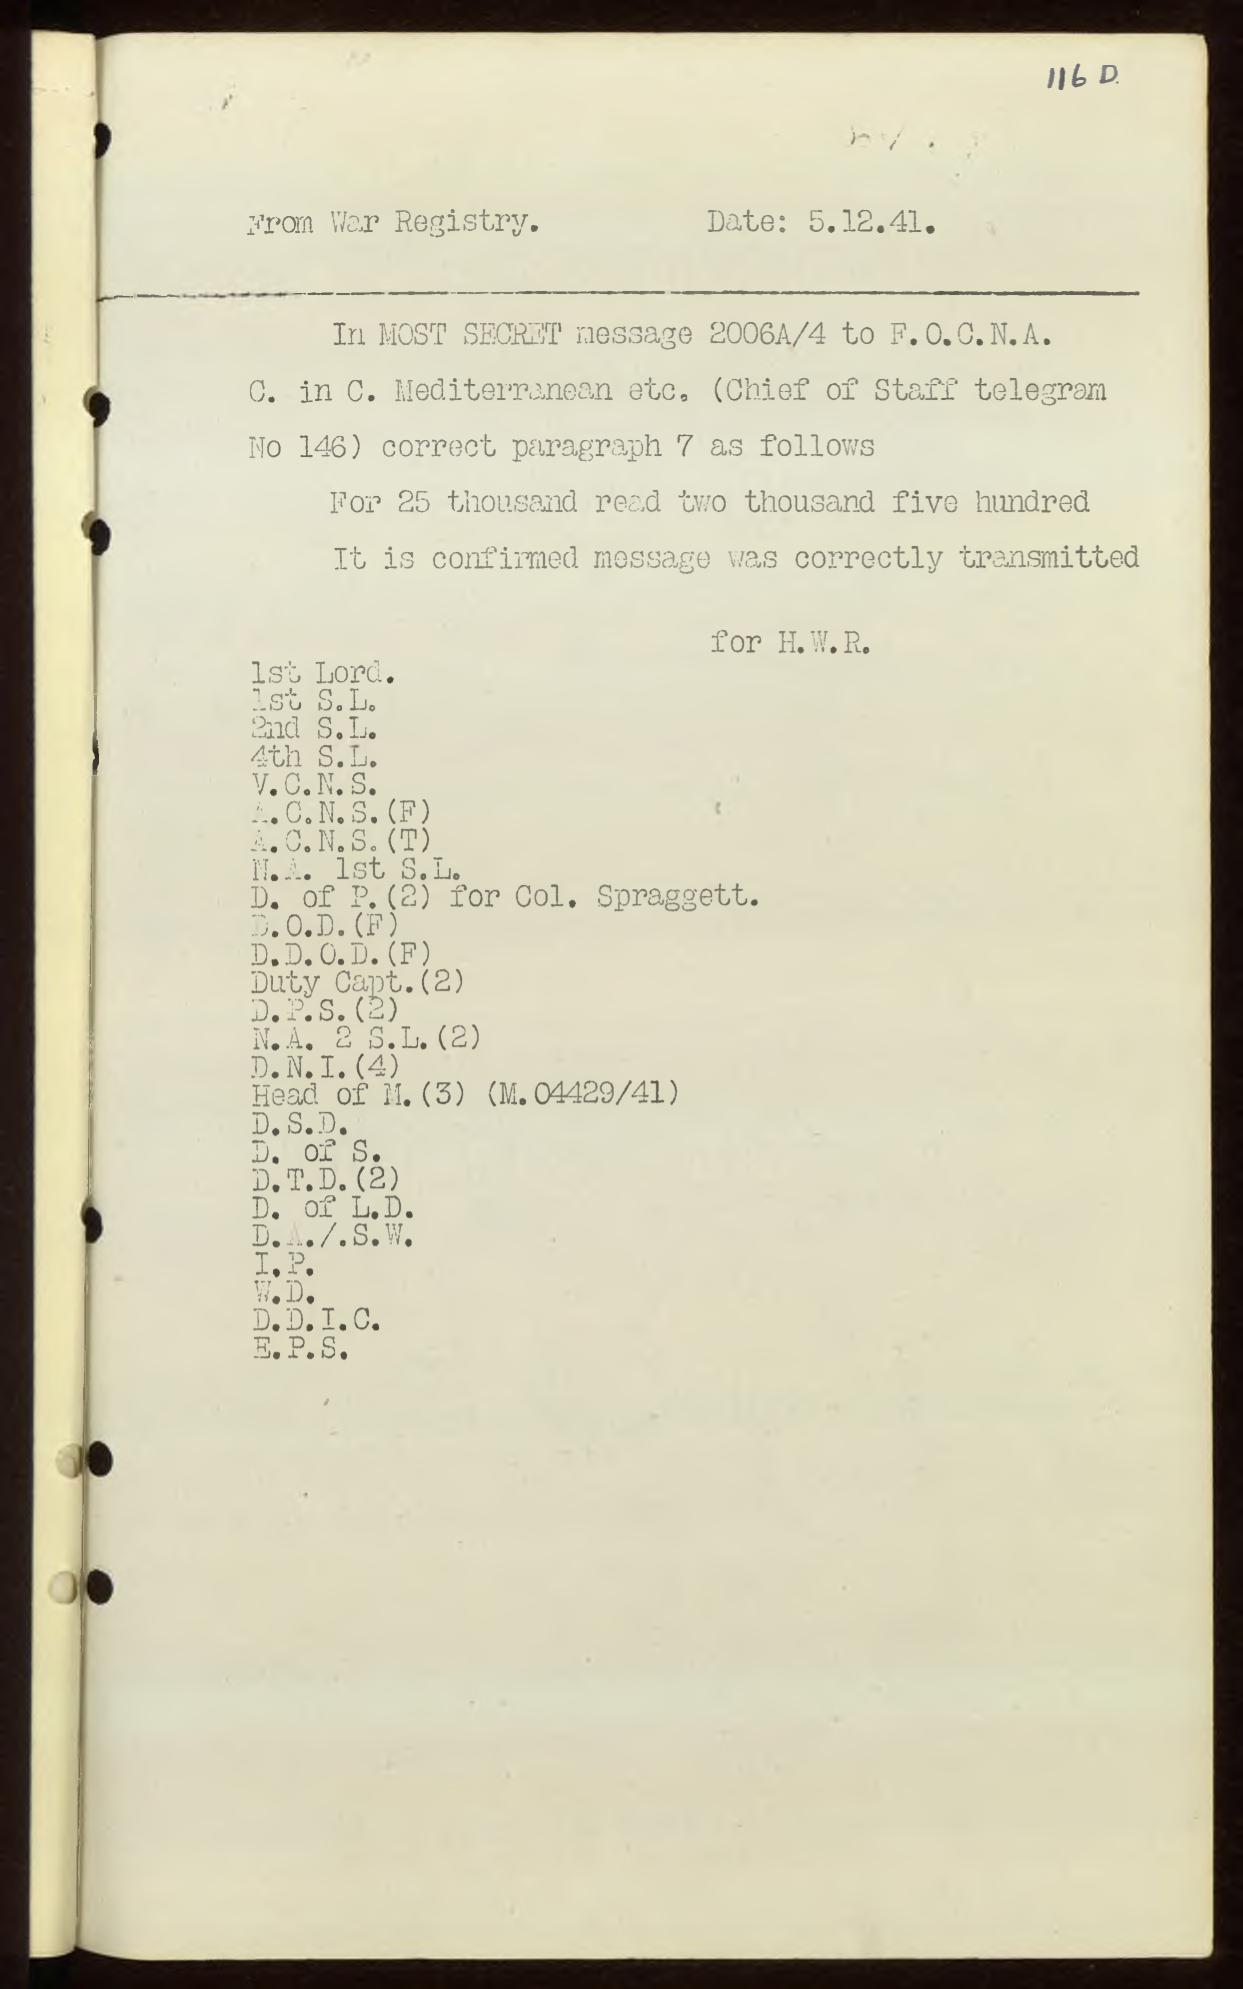 116 D.
From War Registry. Date: 5.12.41.
In MOST SECRET message 2006A/4 to F.O.C.N.A.
C. in C. Mediterranean etc. (Chief of Staff telegram
No 146) correct paragraph 7 as follows
For 25 thousand read two thousand five hundred
It is confirmed message was correctly transmitted
for H.W.R.
1st Lord.
1st S.L.
2nd S.L.
4th S.L.
V.C.N.S.
A.C.N.S.(F)
A.C.N.S.(T)
N.A. 1st S.L.
D. of P.(2) for Col. Spraggett.
D.O.D.(F)
D.D.O.D.(F)
Duty Capt.(2)
D.P.S.(2)
N.A. 2 S.L.(2)
D.N.I.(4)
Head of M.(3) (M.04429/41)
D.S.D.
D. of S.
D.T.D.(2)
D. of L.D.
D.A./.S.W.
I.P.
W.D.
D.D.I.C.
E.P.S.